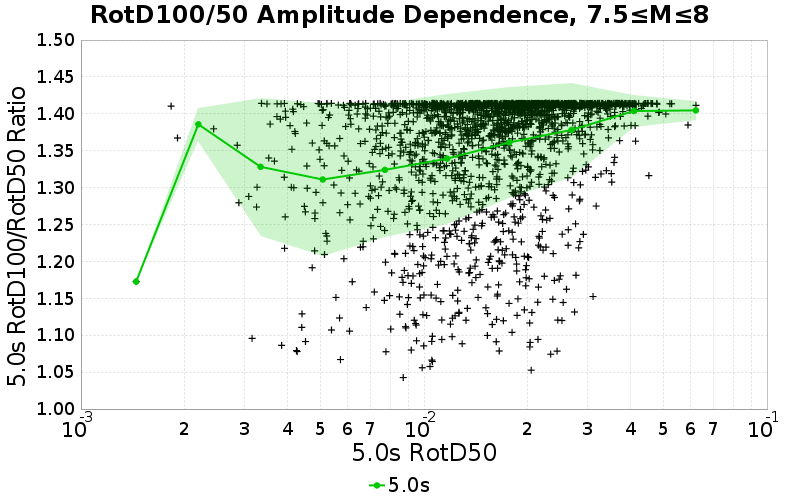 RotD100/50 Amplitude Dependence, 7.5≤M≤8
1.50
1.45
1.40
1.35
1.30
1.25
1.20
1.15
1.10
1.05
1.00
5.0s RotD100/RotD50 Ratio
10-3 2 3 4 5 6 7 10-2 2 3 4 5 6 7 10-1
5.0s RotD50
5.0s